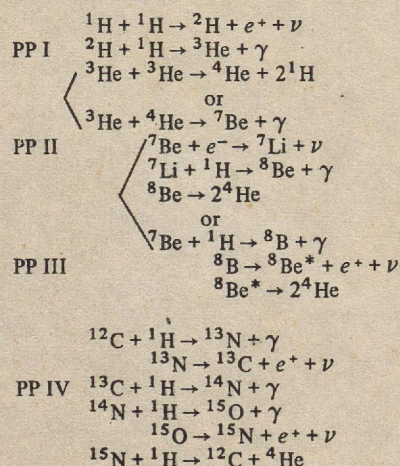 ¹H + ¹H → ²H + e⁺ + ν
PP I ²H + ¹H → ³He + γ
³He + ³He → ⁴He + 2¹H
or
³He + ⁴He → ⁷Be + γ
PP II ⁷Be + e⁻ → ⁷Li + ν
⁷Li + ¹H → ⁸Be + γ
⁸Be → 2⁴He
or
⁷Be + ¹H → ⁸B + γ
PP III ⁸B → ⁸Be* + e⁺ + ν
⁸Be* → 2⁴He
¹²C + ¹H → ¹³N + γ
¹³N → ¹³C + e⁺ + ν
PP IV ¹³C + ¹H → ¹⁴N + γ
¹⁴N + ¹H → ¹⁵O + γ
¹⁵O → ¹⁵N + e⁺ + ν
¹⁵N + ¹H → ¹²C + ⁴He